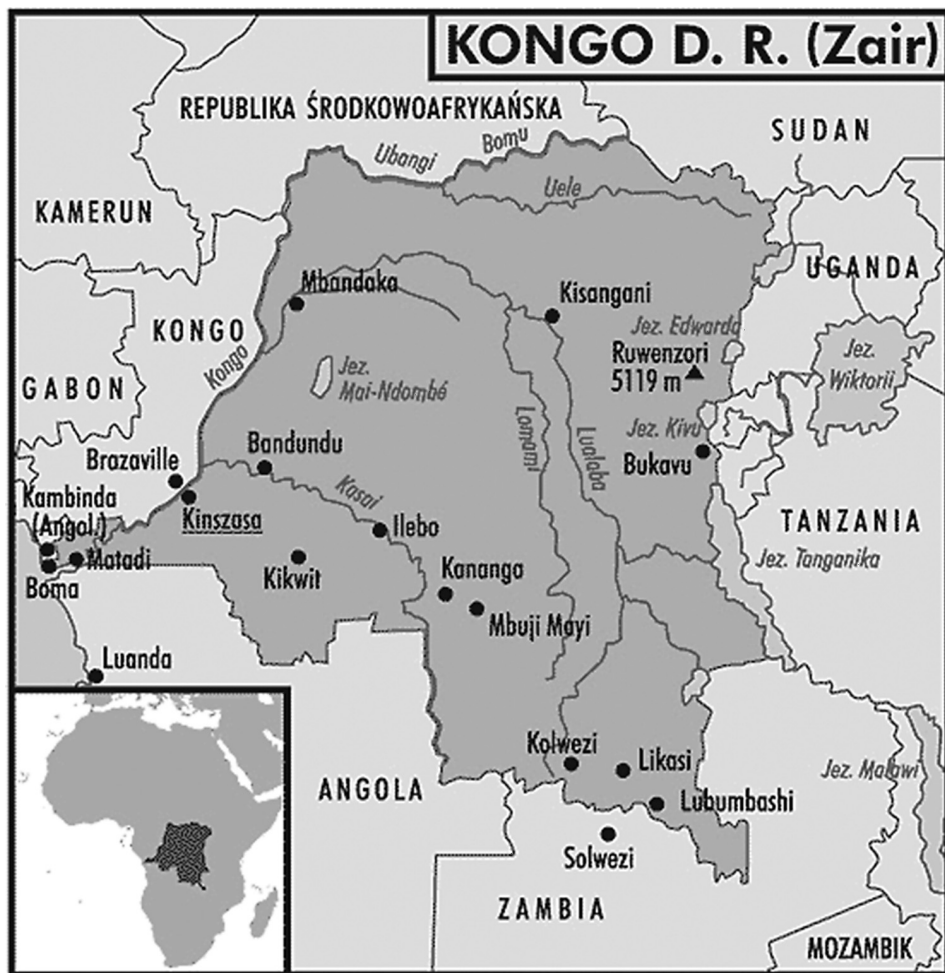 KONGO D. R. (Zair)
REPUBLIKA ŚRODKOWOAFRYKAŃSKA
SUDAN
Bomu
Ubangi
Uele
KAMERUN
UGANDA
Mbandaka
Kisangani
KONGO
Kongo
Jez. Edwarda
Ruwenzori
5119 m
Jez.
Wiktorii
Jez.
Mai-Ndombé
GABON
Lomami
Lualaba
Jez. Kivu
Bukavu
Bandundu
Brazaville
Kasai
Kinszasa
Kambinda
(Angol.)
Ilebo
TANZANIA
Matadi
Boma
Kikwit
Jez. Tanganika
Kananga
Mbuji Mayi
Luanda
Kolwezi
Likasi
Jez. Malawi
ANGOLA
Lubumbashi
Solwezi
ZAMBIA
MOZAMBIK